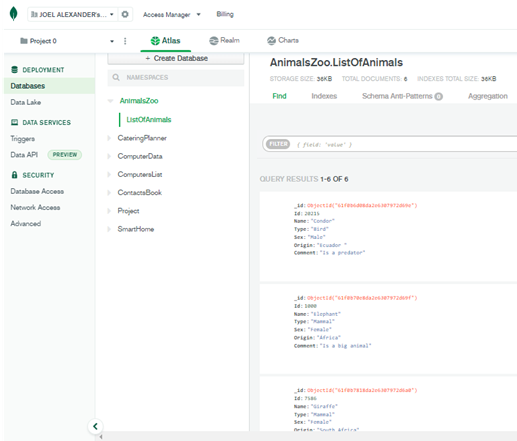 JOEL ALEXANDER's...
Access Manager
Billing
Project 0
Atlas
Realm
Charts
DEPLOYMENT
Databases
Data Lake
DATA SERVICES
Triggers
Data API PREVIEW
SECURITY
Database Access
Network Access
Advanced
+ Create Database
NAMESPACES
AnimalsZoo
ListOfAnimals
CateringPlanner
ComputerData
ComputersList
ContactsBook
Project
SmartHome
AnimalsZoo.ListOfAnimals
STORAGE SIZE: 36KB TOTAL DOCUMENTS: 6 INDEXES TOTAL SIZE: 36KB
Find Indexes Schema Anti-Patterns 0 Aggregation
FILTER { field: 'value' }
QUERY RESULTS 1-6 OF 6
Id: 20215
Name: "Condor"
Type: "Bird"
Sex: "Male"
Origin: "Ecuador "
Comment: "Is a predator"
Id: 1000
Name: "Elephant"
Type: "Mammal"
Sex: "Female"
Origin: "Africa"
Comment: "Is a big animal"
Id: 7586
Name: "Giraffe"
Type: "Mammal"
Sex: "Female"
Origin: "South Africa"